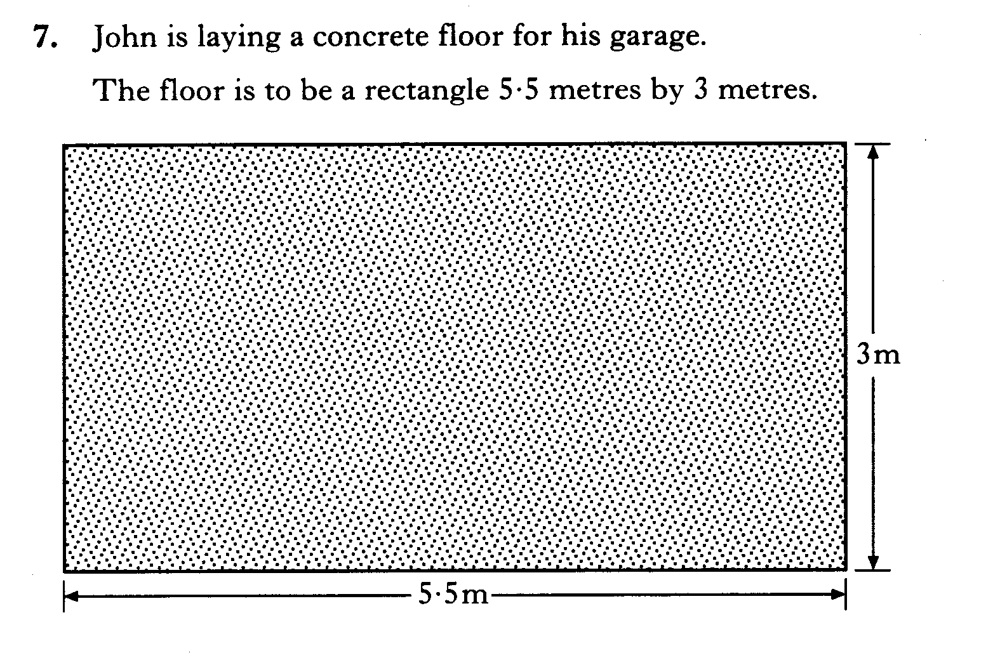 7. John is laying a concrete floor for his garage.
The floor is to be a rectangle 5·5 metres by 3 metres.
3m
5·5m